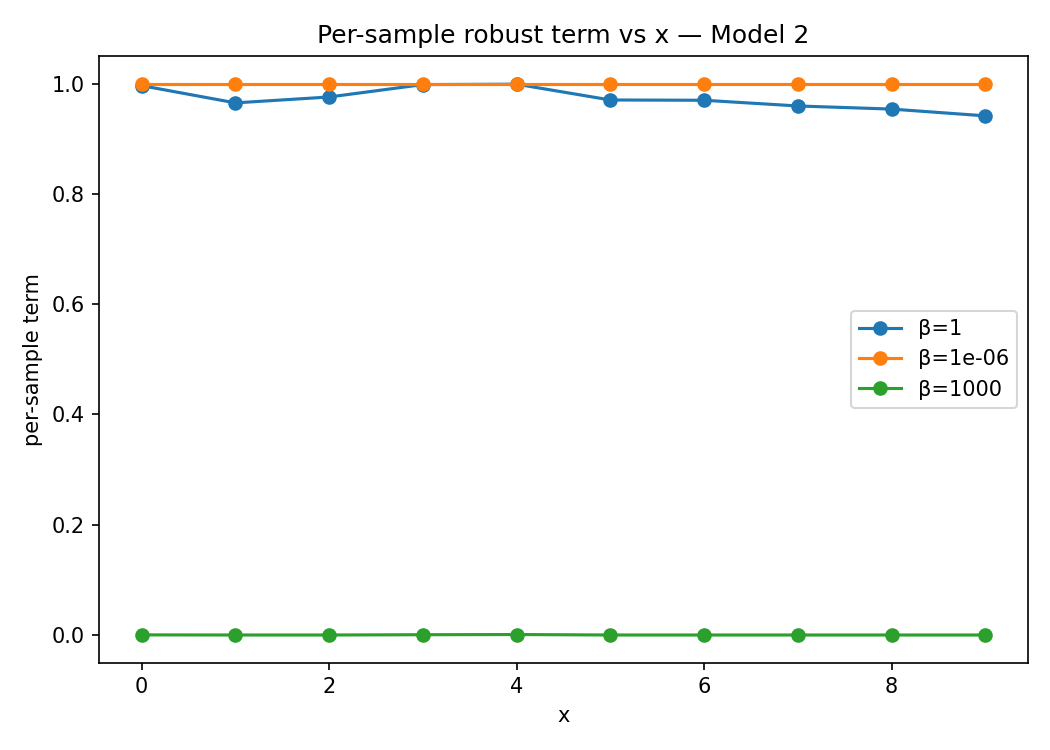 Per-sample robust term vs x — Model 2
per-sample term
1.0
0.8
0.6
0.4
0.2
0.0
β=1
β=1e-06
β=1000
0 2 4 6 8
x